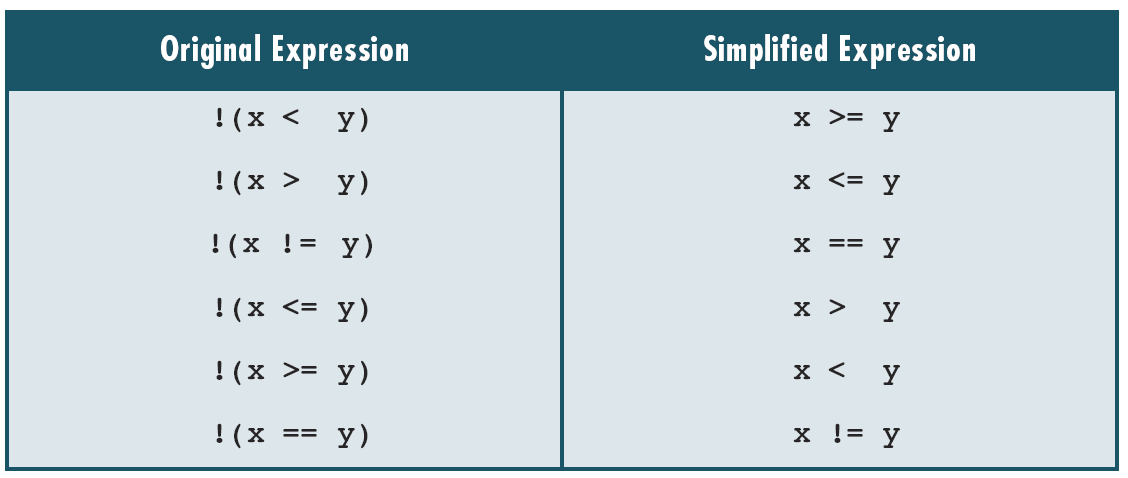 Original Expression Simplified Expression
!(x <  y) x >= y
!(x >  y) x <= y
!(x != y) x == y
!(x <= y) x >  y
!(x >= y) x <  y
!(x == y) x != y